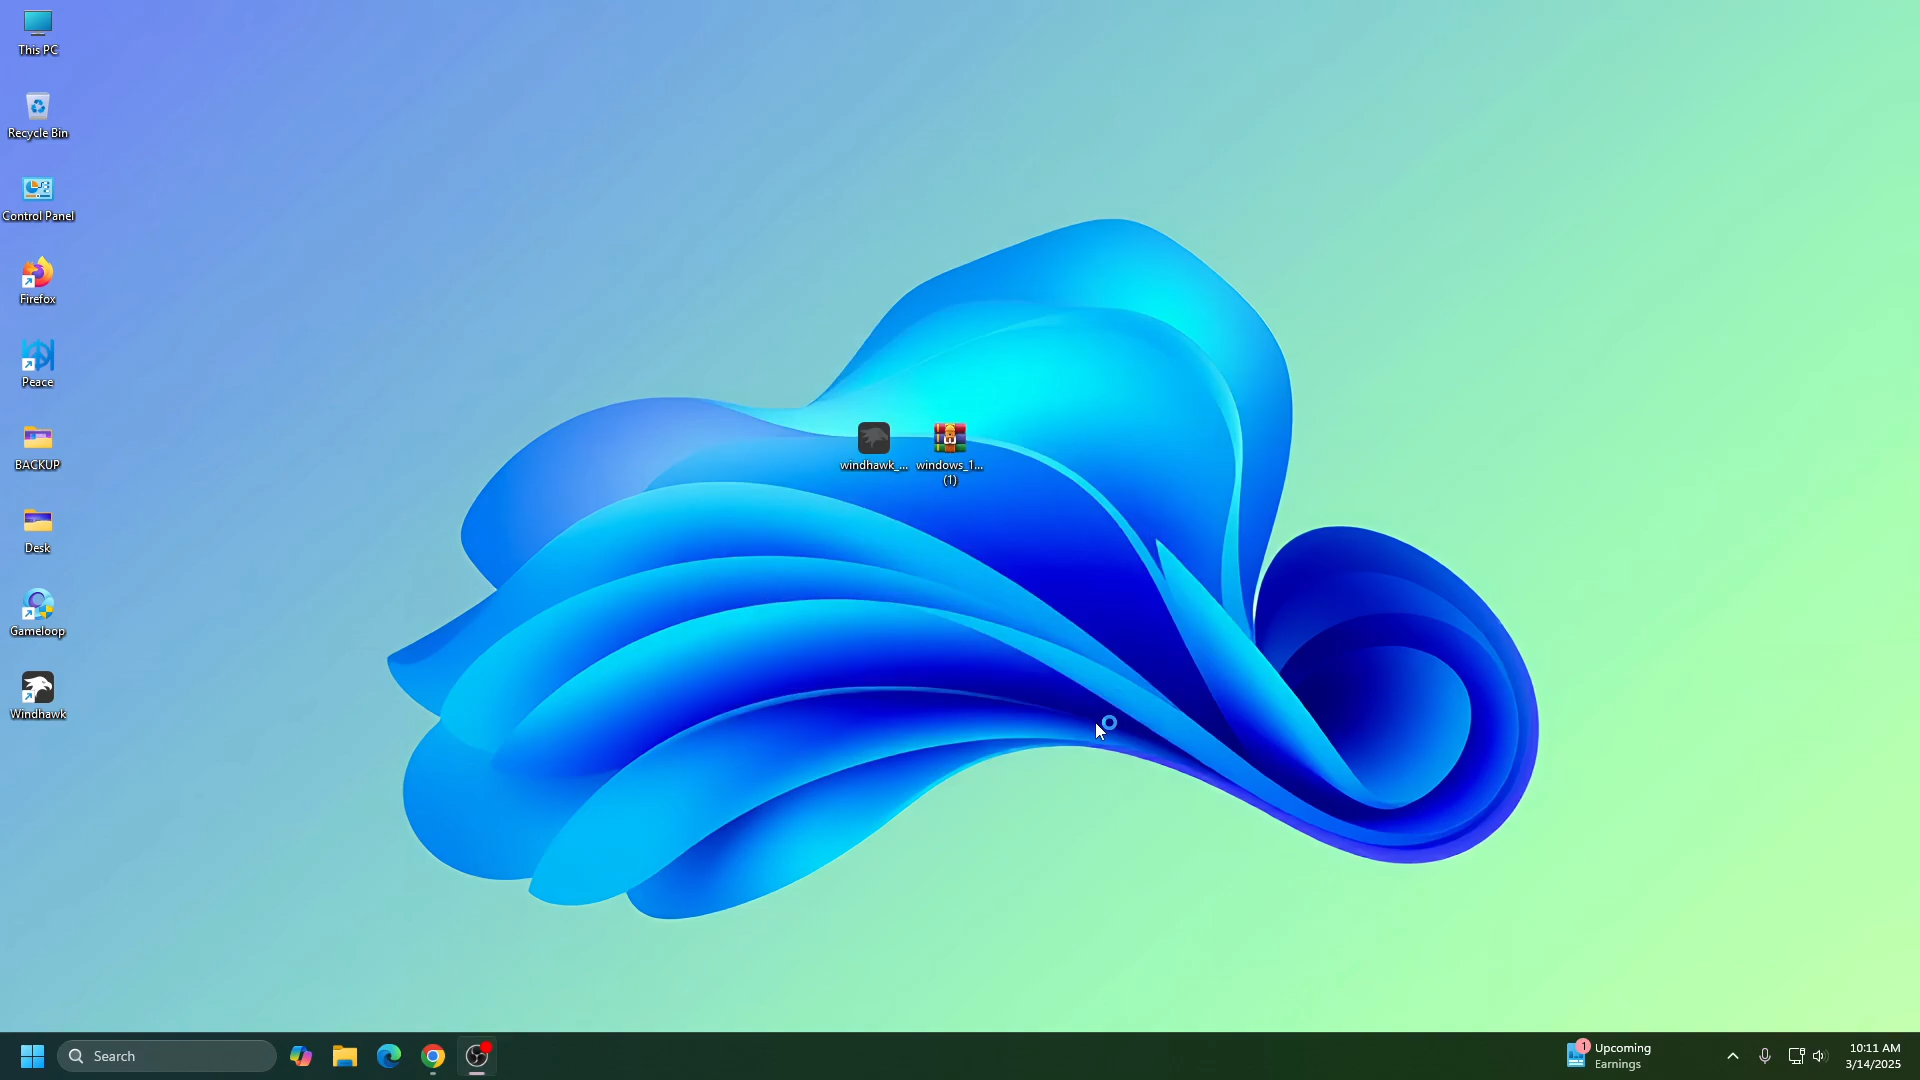 This PC
Recycle Bin
Control Panel
Firefox
Peace
BACKUP
Desk
Gameloop
Windhawk
windhawk_...
windows_1...
(1)
Search
1
Upcoming
Earnings
10:11 AM
3/14/2025